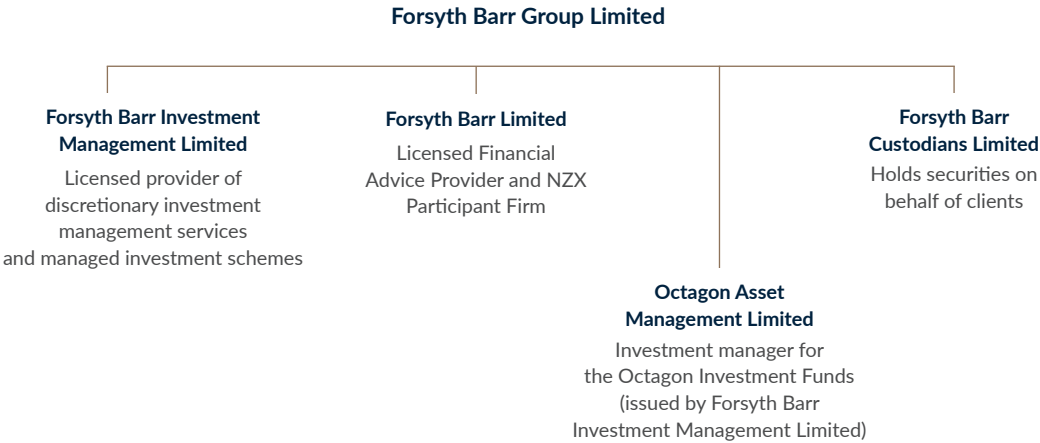 Forsyth Barr Group Limited
Forsyth Barr Investment
Management Limited
Licensed provider of
discretionary investment
management services
and managed investment schemes
Forsyth Barr Limited
Licensed Financial
Advice Provider and NZX
Participant Firm
Octagon Asset
Management Limited
Investment manager for
the Octagon Investment Funds
(issued by Forsyth Barr
Investment Management Limited)
Forsyth Barr
Custodians Limited
Holds securities on
behalf of clients